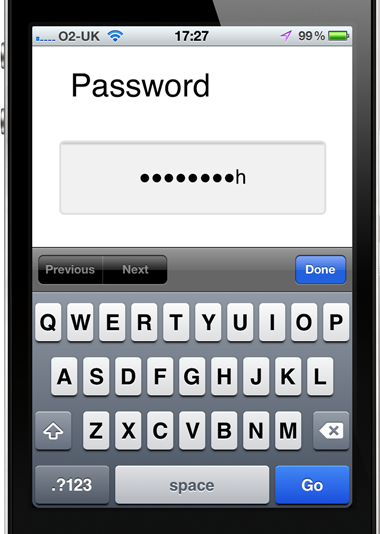 O2-UK 17:27 99%
Password
••••••••h
Previous Next Done
Q W E R T Y U I O P
A S D F G H J K L
Z X C V B N M
.?123 space Go